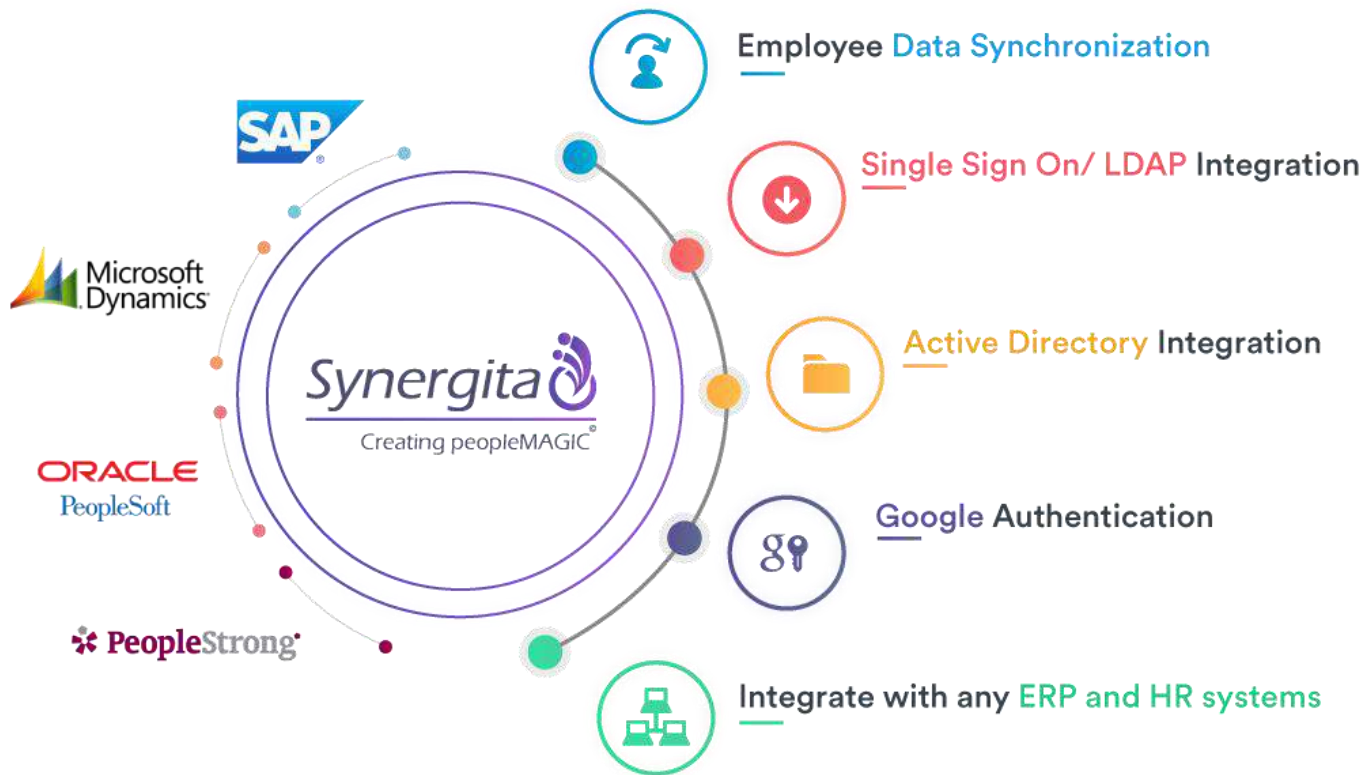 Employee Data Synchronization
SAP®
Single Sign On/ LDAP Integration
Microsoft
Dynamics
Active Directory Integration
Synergita
Creating peopleMAGIC©
ORACLE
PeopleSoft
Google Authentication
g
PeopleStrong
Integrate with any ERP and HR systems